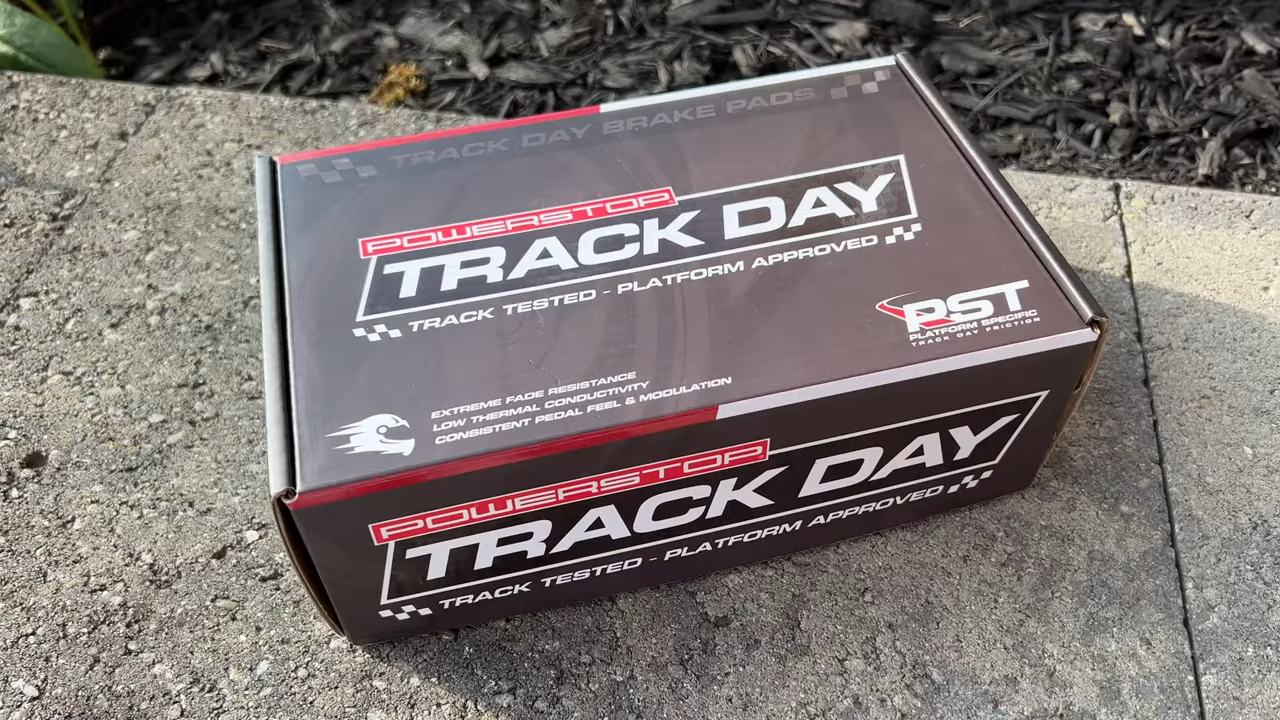 TRACK DAY BRAKE PADS
POWERSTOP
TRACK DAY
TRACK TESTED - PLATFORM APPROVED
PST
PLATFORM SPECIFIC
TRACK DAY FRICTION
EXTREME FADE RESISTANCE
LOW THERMAL CONDUCTIVITY
CONSISTENT PEDAL FEEL & MODULATION
POWERSTOP®
TRACK DAY
TRACK TESTED - PLATFORM APPROVED